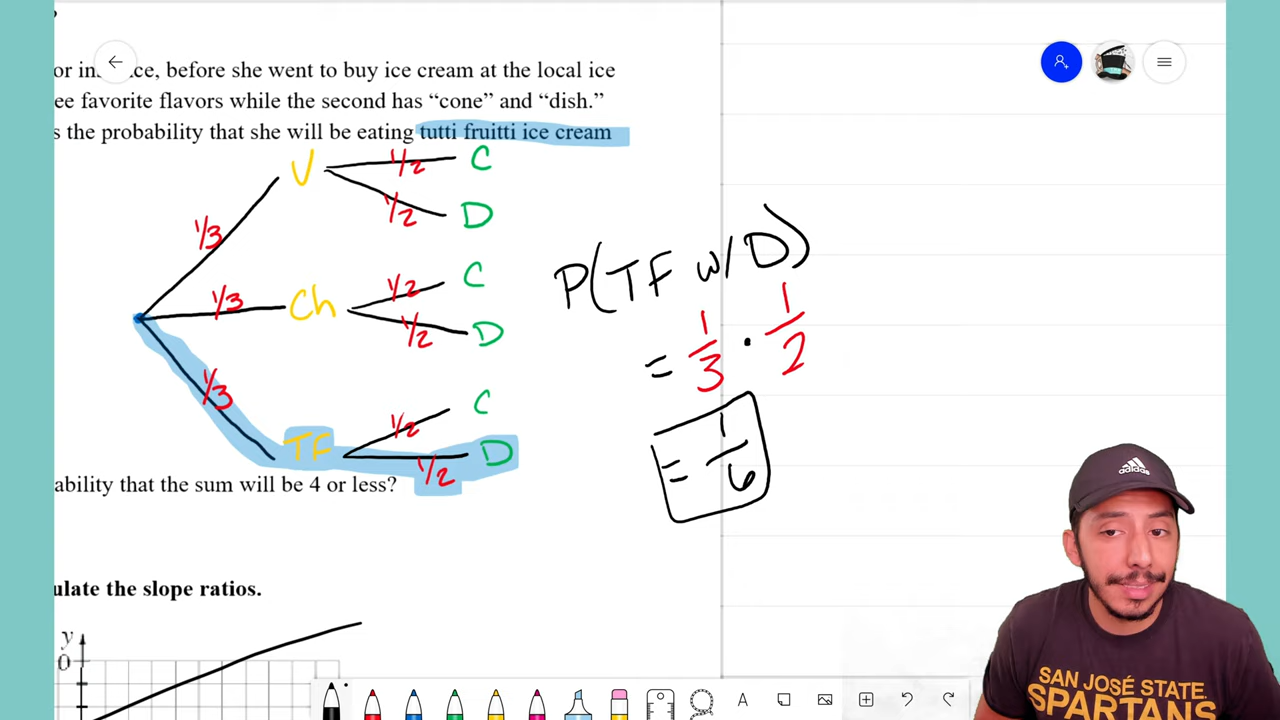 or in ce, before she went to buy ice cream at the local ice
ee favorite flavors while the second has “cone” and “dish.”
s the probability that she will be eating tutti fruitti ice cream
1/3 V 1/2 C
1/2 D
1/3 Ch 1/2 C
1/2 D
1/3 TF 1/2 C
1/2 D
P(TF w/D)
= 1/3 · 1/2
= 1/6
ability that the sum will be 4 or less?
ulate the slope ratios.
y
0
A
adidas
SAN JOSÉ STATE.
SPARTANS